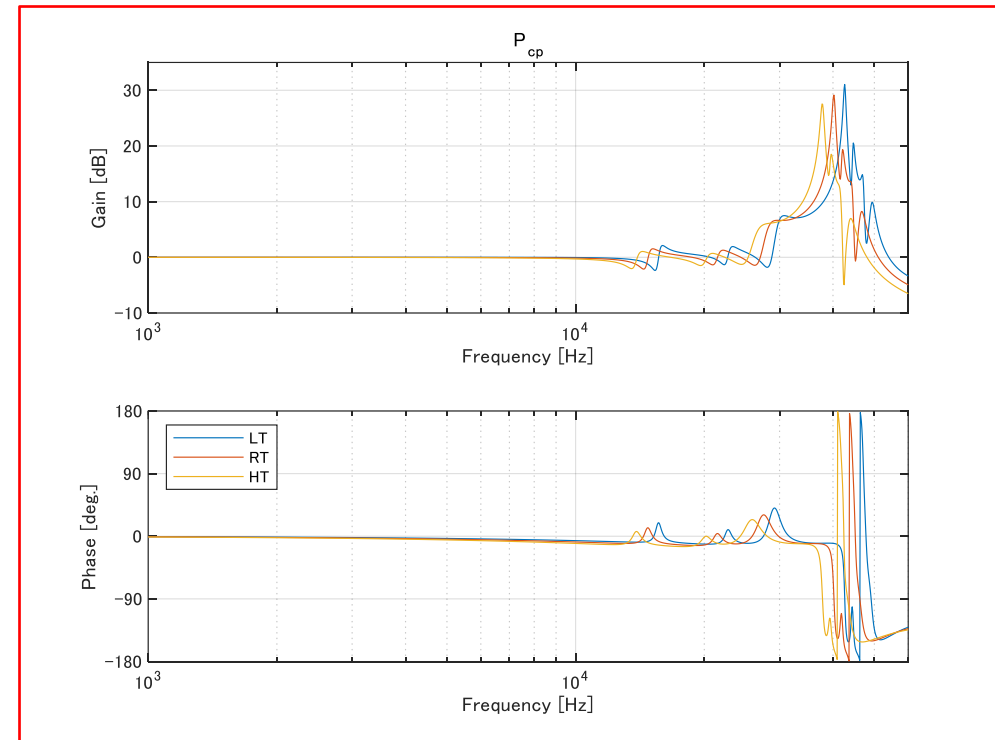 P_cp
Gain [dB]
30
20
10
0
−10
10^3
10^4
Frequency [Hz]
Phase [deg.]
180
90
0
−90
−180
LT
RT
HT
10^3
10^4
Frequency [Hz]